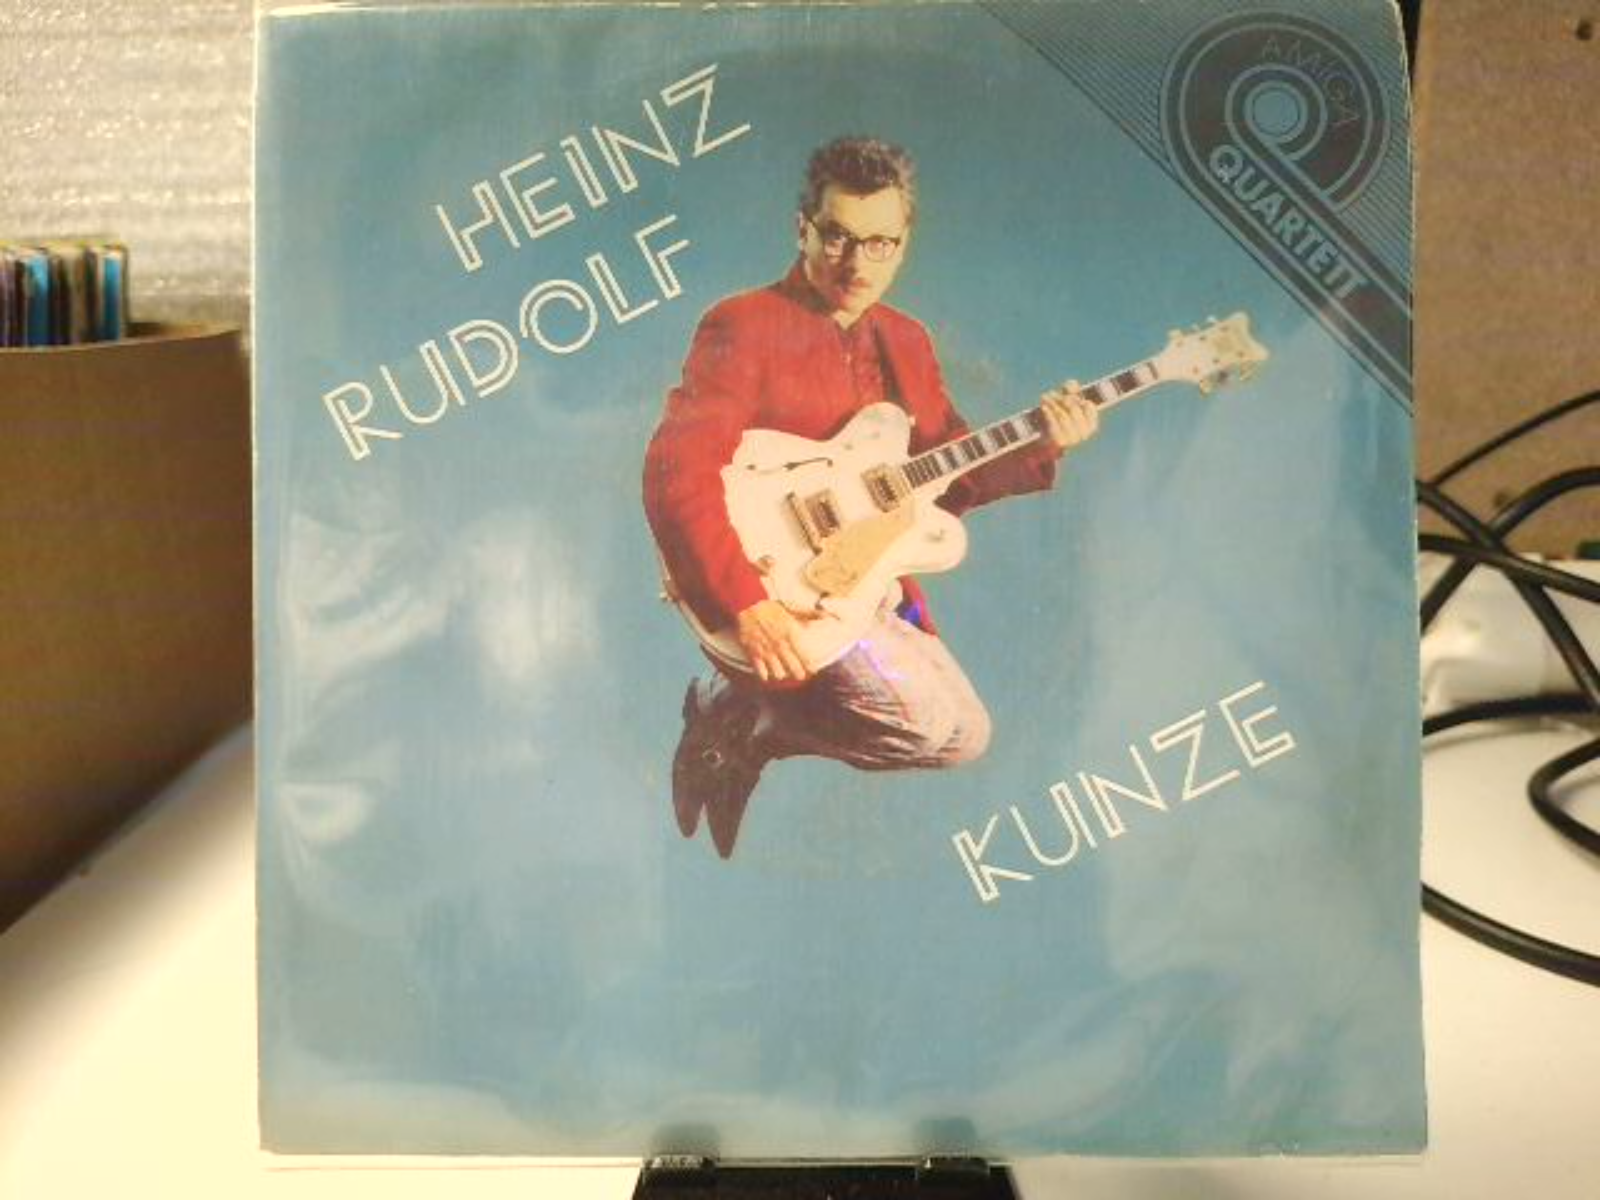 HEINZ
RUDOLF
KUNZE
AMIGA
QUARTETT